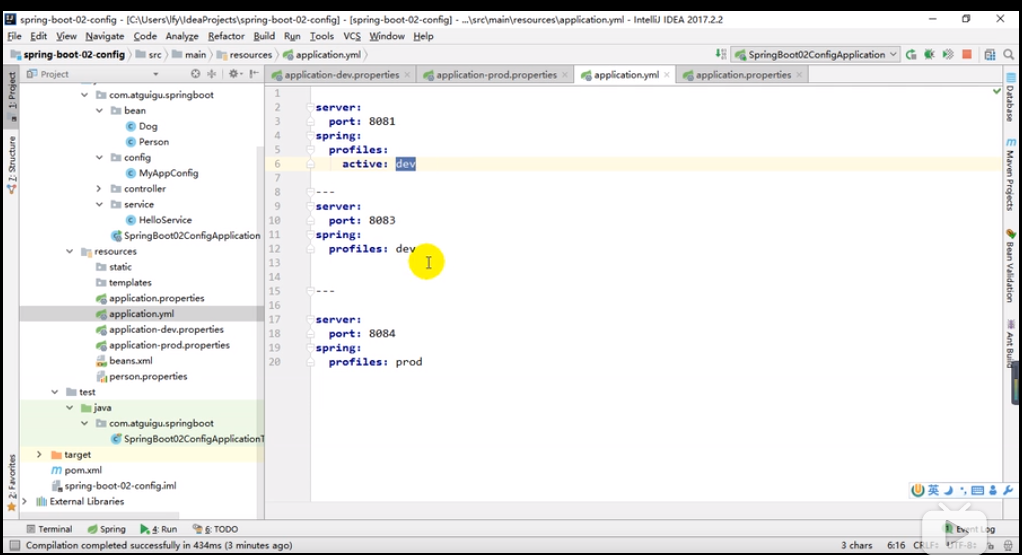 spring-boot-02-config - [C:\Users\lfy\IdeaProjects\spring-boot-02-config] - [spring-boot-02-config] - ...\src\main\resources\application.yml - IntelliJ IDEA 2017.2.2
File Edit View Navigate Code Analyze Refactor Build Run Tools VCS Window Help
spring-boot-02-config src main resources application.yml SpringBoot02ConfigApplication
Project application-dev.properties application-prod.properties application.yml application.properties
1: Project
Z: Structure
2: Favorites
com.atguigu.springboot
bean
Dog
Person
config
MyAppConfig
controller
service
HelloService
SpringBoot02ConfigApplication
resources
static
templates
application.properties
application.yml
application-dev.properties
application-prod.properties
beans.xml
person.properties
test
java
com.atguigu.springboot
SpringBoot02ConfigApplicationT
target
pom.xml
spring-boot-02-config.iml
External Libraries
1
2 server:
3 port: 8081
4 spring:
5 profiles:
6 active: dev
7
8 ---
9 server:
10 port: 8083
11 spring:
12 profiles: dev
13
14
15 ---
16
17 server:
18 port: 8084
19 spring:
20 profiles: prod
Database
Maven Projects
Bean Validation
Ant Build
英
Terminal Spring 4: Run 6: TODO Event Log
Compilation completed successfully in 434ms (3 minutes ago) 3 chars 6:16 CRLF UTF-8